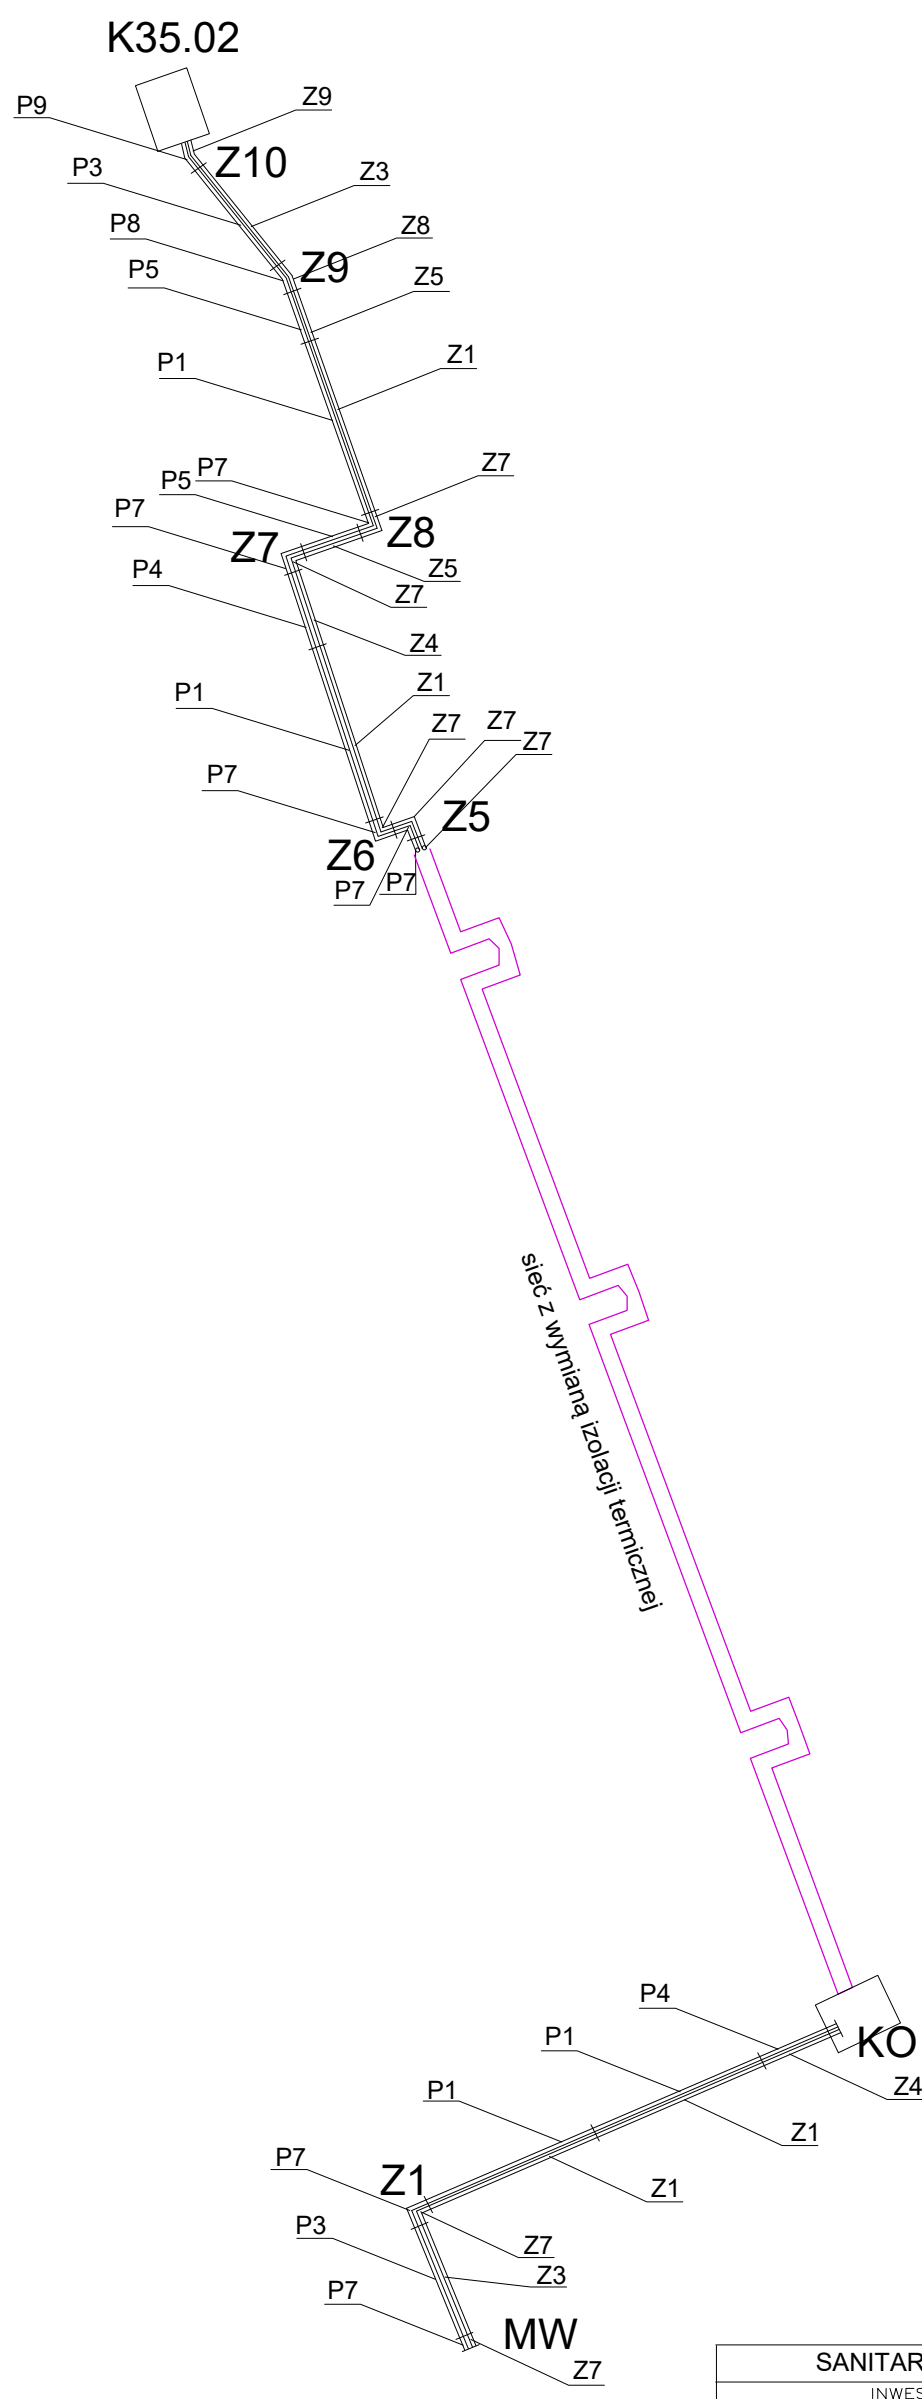 K35.02
P9
Z9
Z10
P3
Z3
P8
Z8
Z9
P5
Z5
P1
Z1
P7
Z7
P5
P7
Z7
Z8
P4
Z5
Z7
Z4
P1
Z1
Z7
Z7
Z7
P7
Z5
Z6
P7
P7
sieć z wymianą izolacji termicznej
P4
P1
KO
Z4
P1
Z1
P7
Z1
Z1
P3
Z7
Z3
P7
MW
Z7
SANITAR
INWES